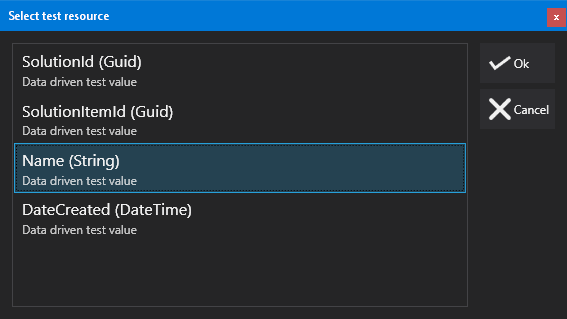 Select test resource
x
SolutionId (Guid)
Data driven test value
Ok
SolutionItemId (Guid)
Data driven test value
Cancel
Name (String)
Data driven test value
DateCreated (DateTime)
Data driven test value